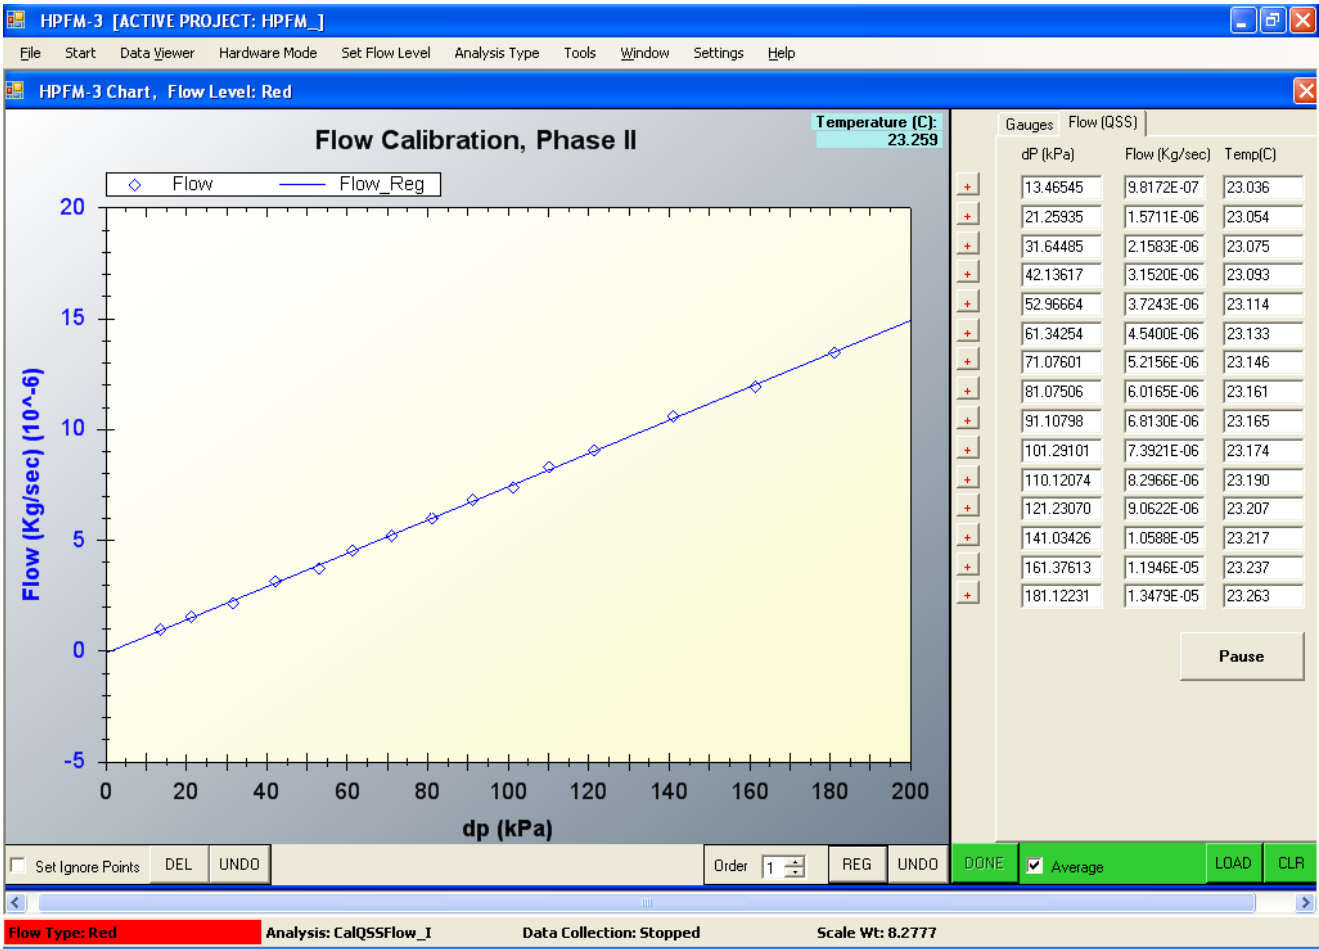 HPFM-3 [ACTIVE PROJECT: HPFM_]
File Start Data Viewer Hardware Mode Set Flow Level Analysis Type Tools Window Settings Help
HPFM-3 Chart, Flow Level: Red
Flow Calibration, Phase II
Temperature (C):
23.259
Flow Flow_Reg
20
15
10
5
0
-5
Flow (Kg/sec) (10^-6)
0 20 40 60 80 100 120 140 160 180 200
dp (kPa)
Gauges Flow (QSS)
dP (kPa) Flow (Kg/sec) Temp(C)
+ 13.46545 9.8172E-07 23.036
+ 21.25935 1.5711E-06 23.054
+ 31.64485 2.1583E-06 23.075
+ 42.13617 3.1520E-06 23.093
+ 52.96664 3.7243E-06 23.114
+ 61.34254 4.5400E-06 23.133
+ 71.07601 5.2156E-06 23.146
+ 81.07506 6.0165E-06 23.161
+ 91.10798 6.8130E-06 23.165
+ 101.29101 7.3921E-06 23.174
+ 110.12074 8.2966E-06 23.190
+ 121.23070 9.0622E-06 23.207
+ 141.03426 1.0588E-05 23.217
+ 161.37613 1.1946E-05 23.237
+ 181.12231 1.3479E-05 23.263
Pause
Set Ignore Points DEL UNDO Order 1 REG UNDO DONE Average LOAD CLR
Flow Type: Red Analysis: CalQSSFlow_I Data Collection: Stopped Scale Wt: 8.2777